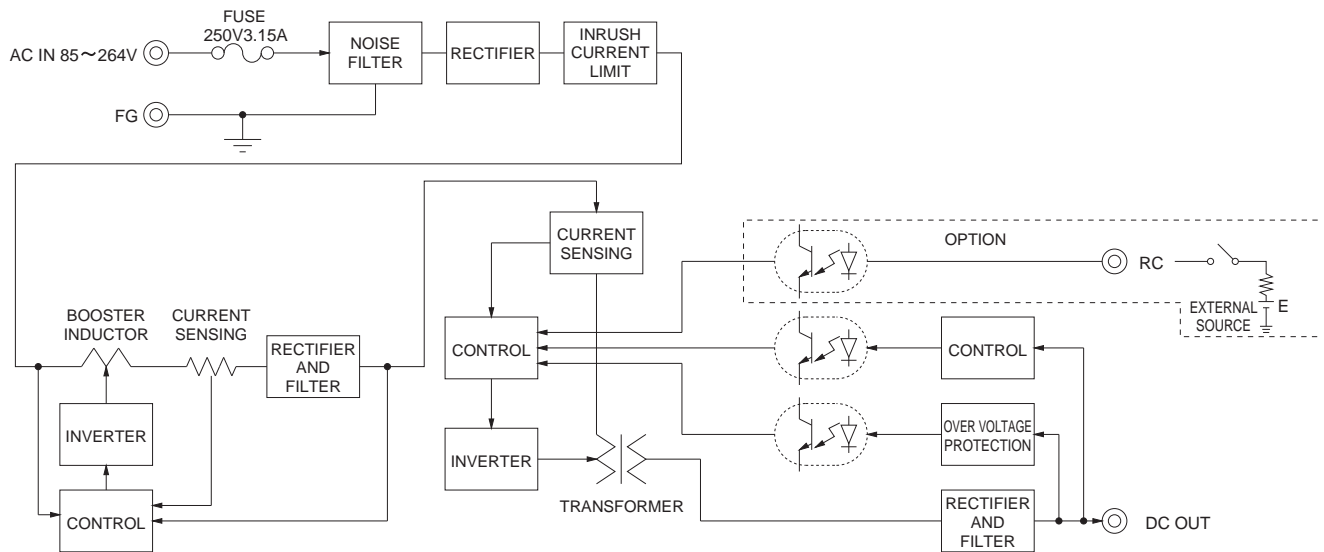 FUSE
250V3.15A
AC IN 85～264V
NOISE
FILTER
RECTIFIER
INRUSH
CURRENT
LIMIT
FG
CURRENT
SENSING
OPTION
RC
E
EXTERNAL
SOURCE
BOOSTER
INDUCTOR
CURRENT
SENSING
RECTIFIER
AND
FILTER
CONTROL
CONTROL
INVERTER
INVERTER
OVER VOLTAGE
PROTECTION
TRANSFORMER
CONTROL
RECTIFIER
AND
FILTER
DC OUT